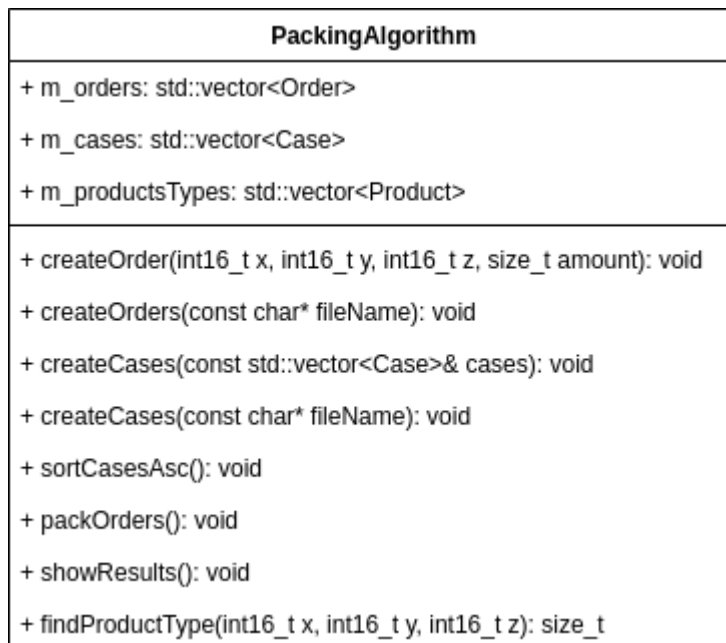 PackingAlgorithm
+ m_orders: std::vector<Order>
+ m_cases: std::vector<Case>
+ m_productsTypes: std::vector<Product>
+ createOrder(int16_t x, int16_t y, int16_t z, size_t amount): void
+ createOrders(const char* fileName): void
+ createCases(const std::vector<Case>& cases): void
+ createCases(const char* fileName): void
+ sortCasesAsc(): void
+ packOrders(): void
+ showResults(): void
+ findProductType(int16_t x, int16_t y, int16_t z): size_t